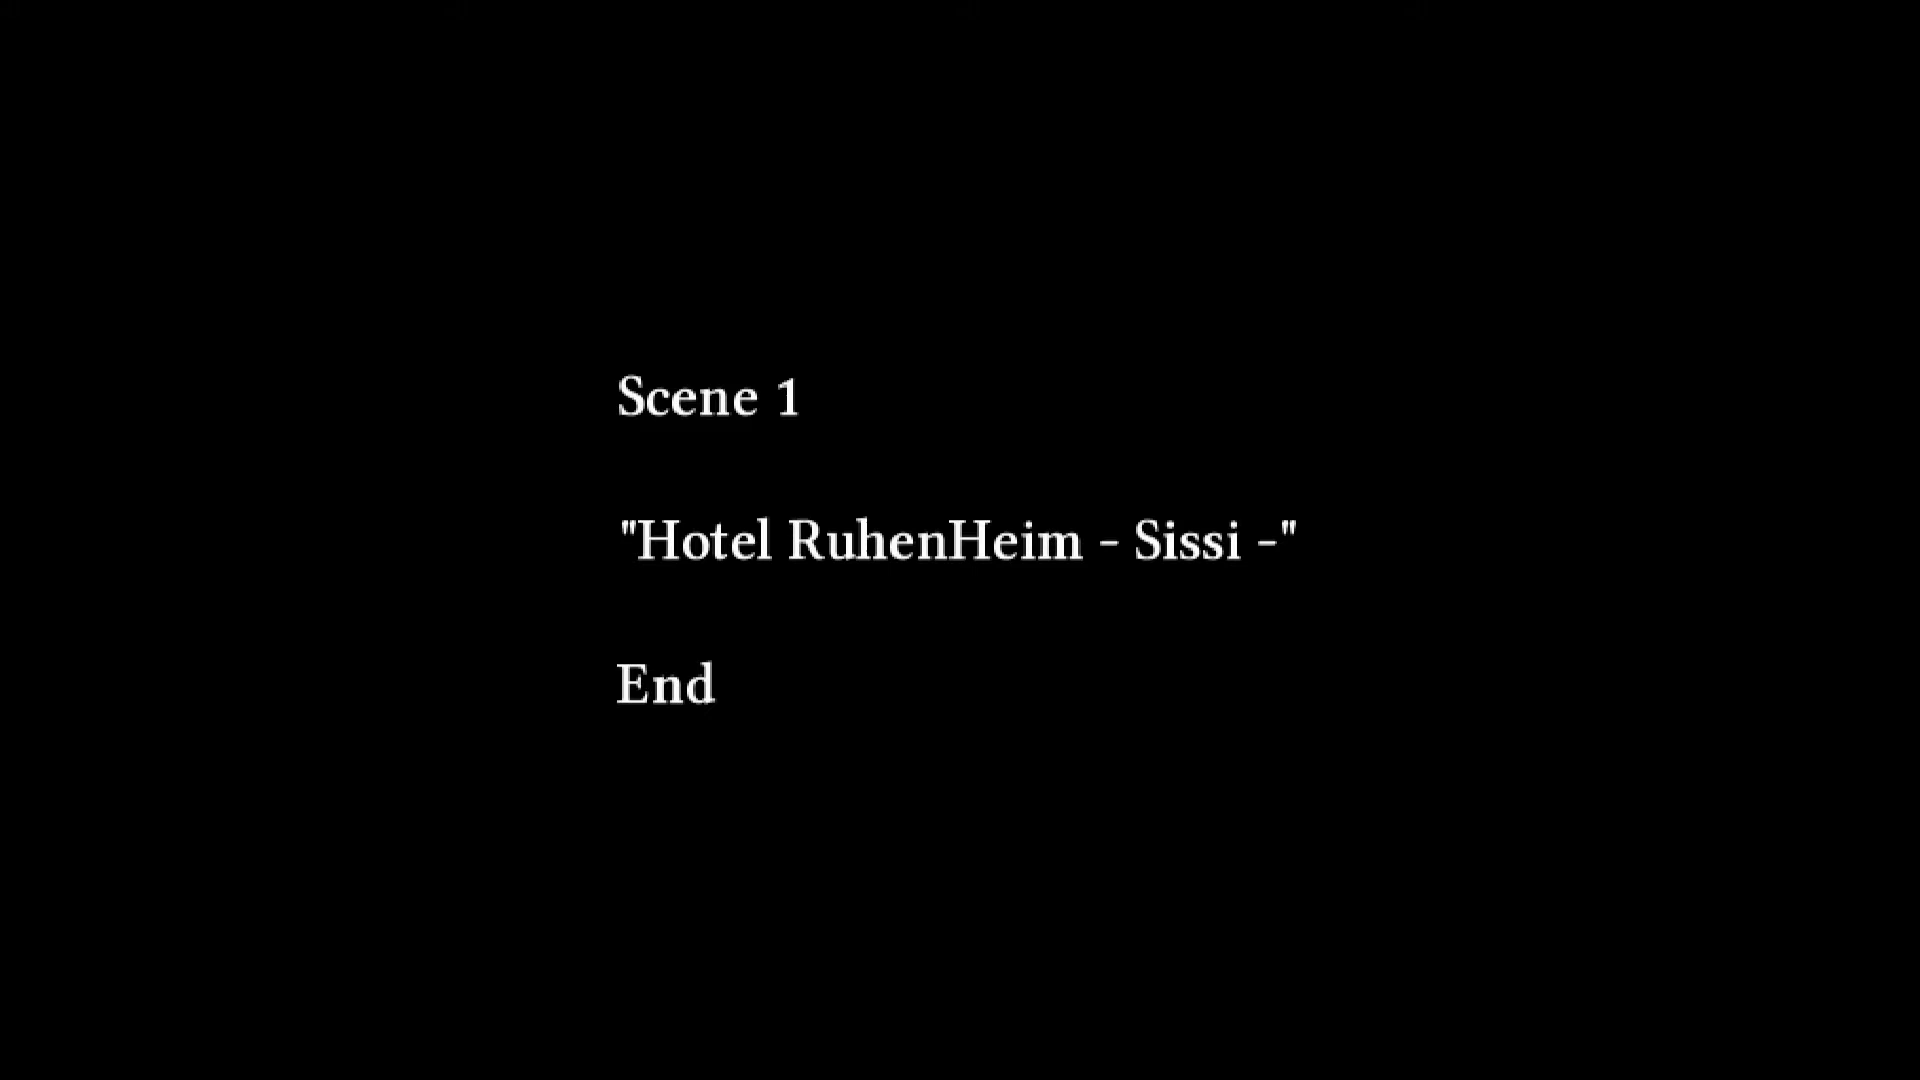 Scene 1
"Hotel RuhenHeim - Sissi -"
End